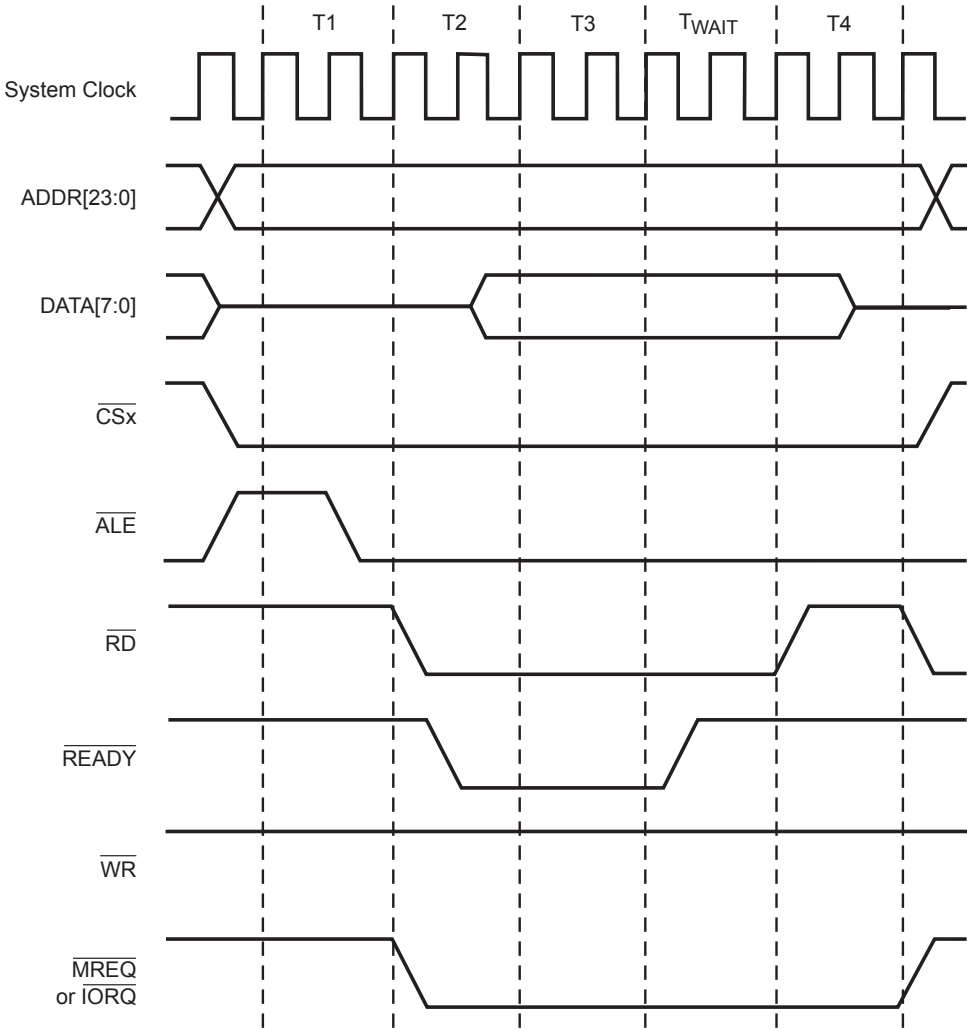 T1 T2 T3 TWAIT T4
System Clock
ADDR[23:0]
DATA[7:0]
CSx
ALE
RD
READY
WR
MREQ
or IORQ